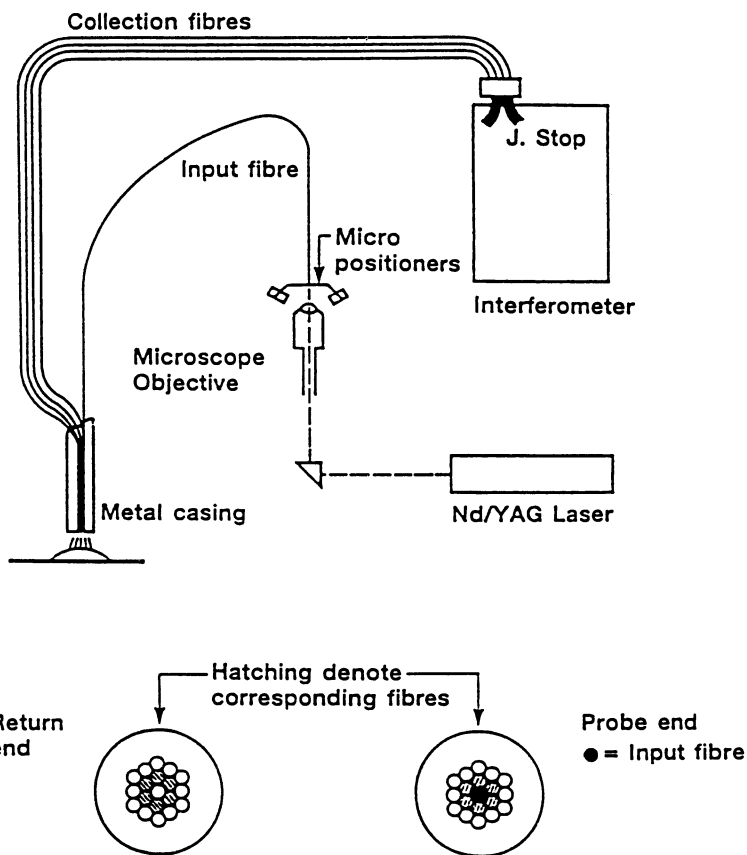 Collection fibres
J. Stop
Input fibre
Micro
positioners
Interferometer
Microscope
Objective
Metal casing
Nd/YAG Laser
Hatching denote
corresponding fibres
Return
end
Probe end
= Input fibre